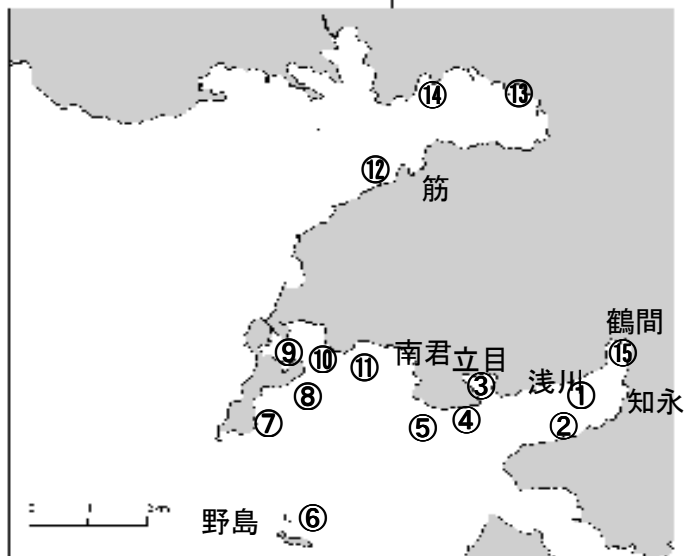 ⑭ ⑬
⑫
筋
鶴間
⑨ ⑩ ⑪ 南君 立目 ⑮
③ 浅川 ① 知永
⑧
⑦ ⑤ ④ ②
野島 ⑥